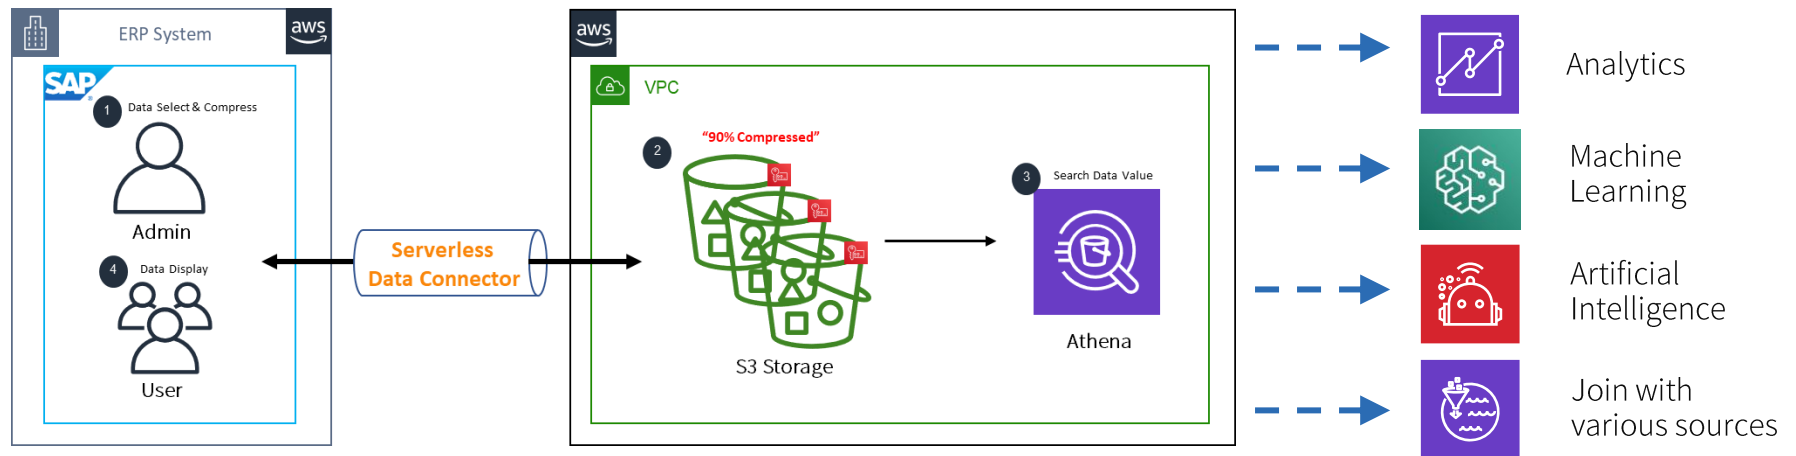 ERP System
aws
SAP
1
Data Select & Compress
Admin
4
Data Display
User
Serverless
Data Connector
aws
VPC
2
“90% Compressed”
S3 Storage
3
Search Data Value
Athena
Analytics
Machine
Learning
Artificial
Intelligence
Join with
various sources